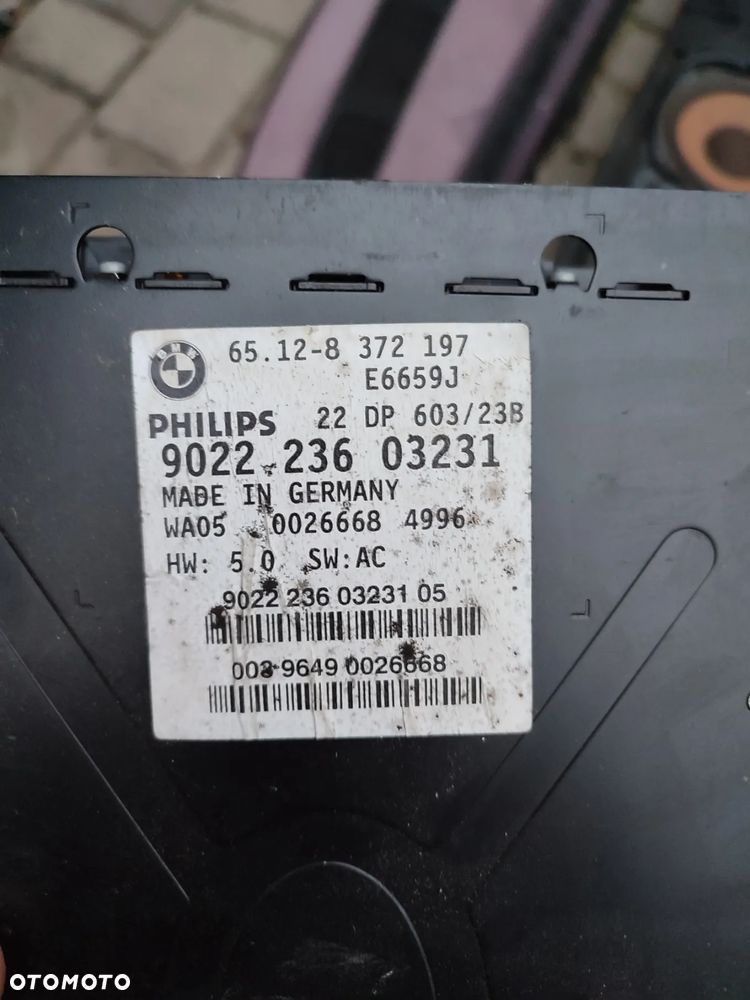 BMW
65.12-8 372 197
E6659J
PHILIPS 22 DP 603/23B
9022 236 03231
MADE IN GERMANY
WA05 0026668 4996
HW: 5.0 SW:AC
9022 236 03231 05
003 9649 0026668
OTOMOTO